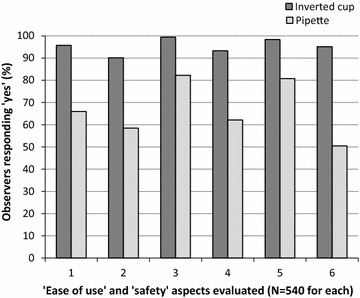 Inverted cup
Pipette
Observers responding 'yes' (%)
100
90
80
70
60
50
40
30
20
10
0
1 2 3 4 5 6
'Ease of use' and 'safety' aspects evaluated (N=540 for each)